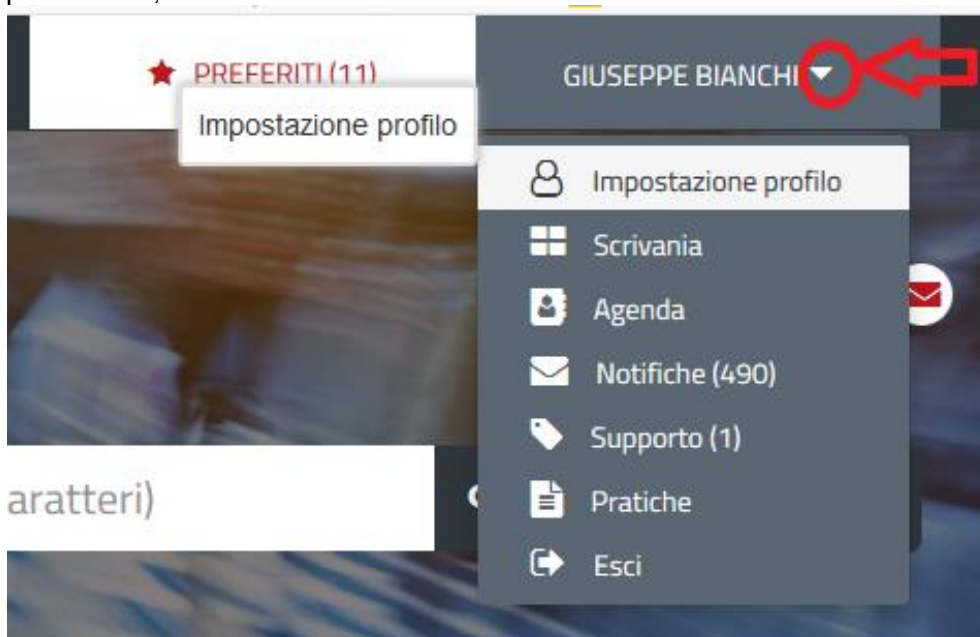 PREFERITI (11)
GIUSEPPE BIANCHI
Impostazione profilo
Impostazione profilo
Scrivania
Agenda
Notifiche (490)
Supporto (1)
aratteri)
Pratiche
Esci